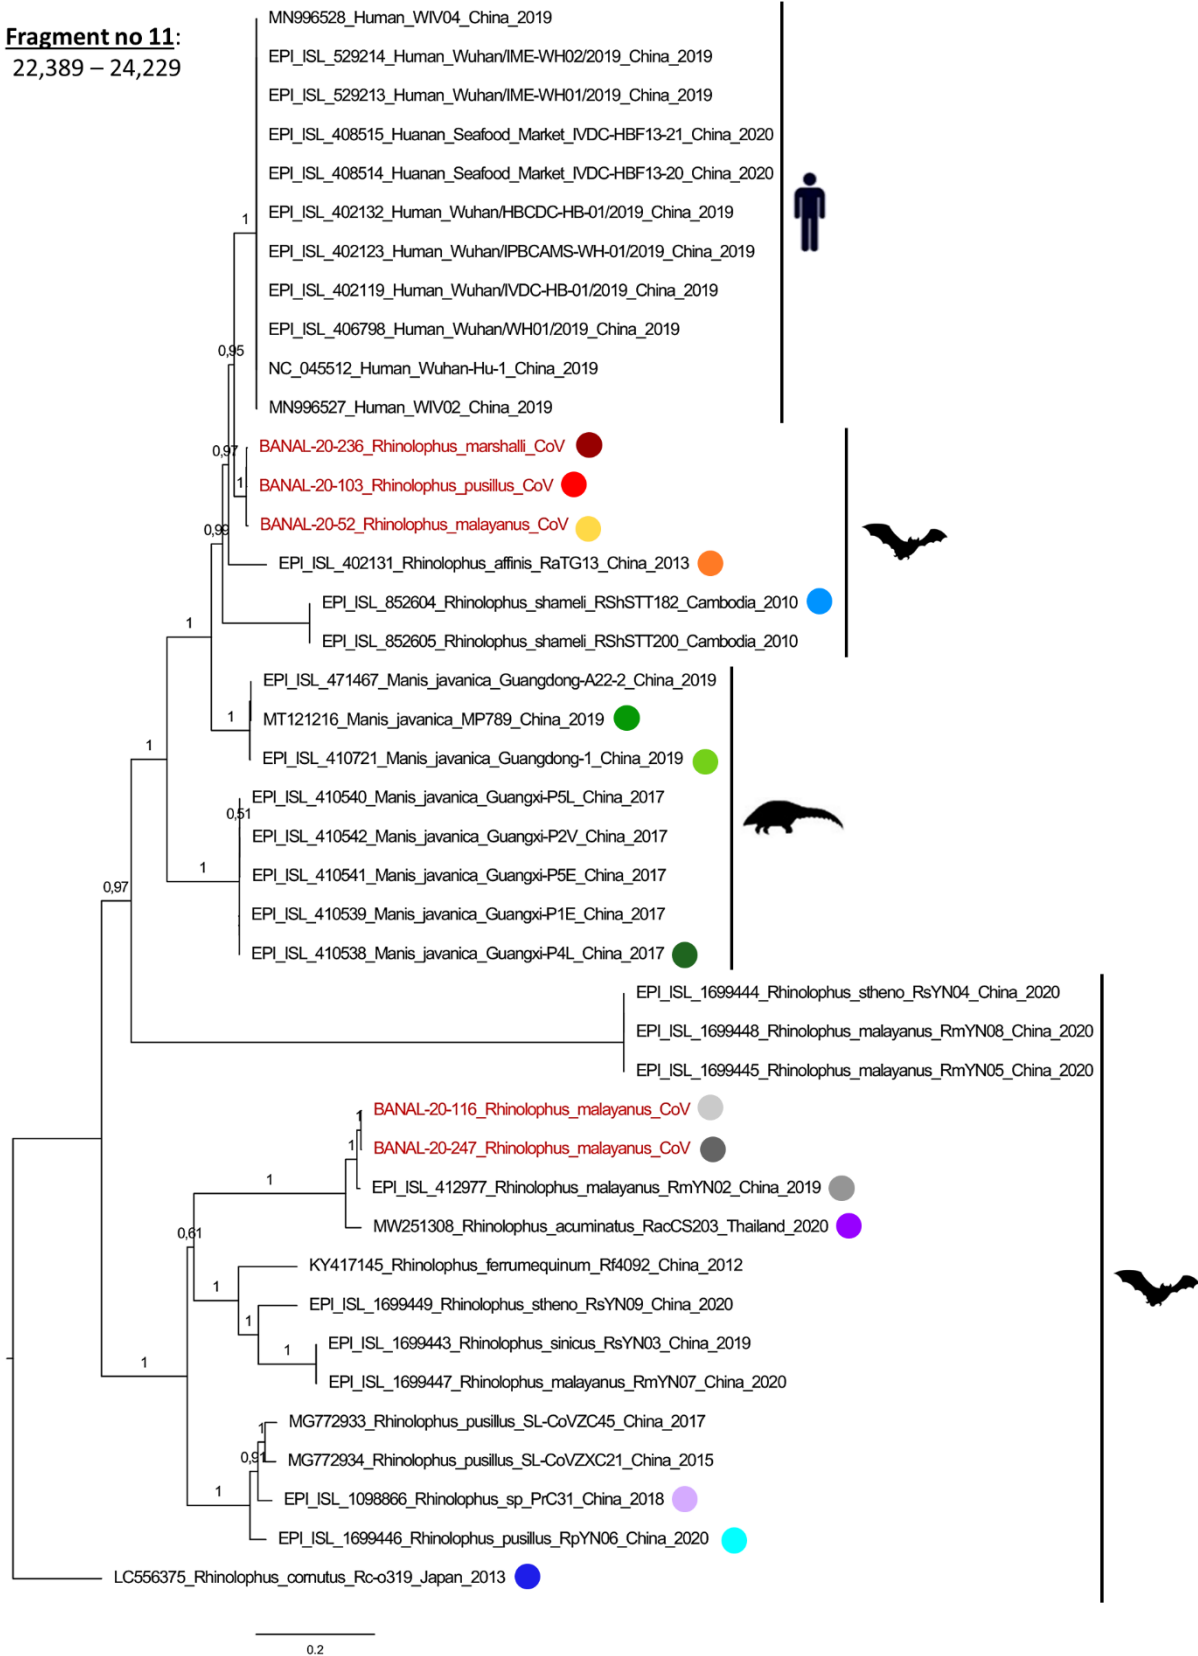 Fragment no 11:
22,389 – 24,229
MN996528_Human_WIV04_China_2019
EPI_ISL_529214_Human_Wuhan/IME-WH02/2019_China_2019
EPI_ISL_529213_Human_Wuhan/IME-WH01/2019_China_2019
EPI_ISL_408515_Huanan_Seafood_Market_IVDC-HBF13-21_China_2020
EPI_ISL_408514_Huanan_Seafood_Market_IVDC-HBF13-20_China_2020
1
EPI_ISL_402132_Human_Wuhan/HBCDC-HB-01/2019_China_2019
EPI_ISL_402123_Human_Wuhan/IPBCAMS-WH-01/2019_China_2019
EPI_ISL_402119_Human_Wuhan/IVDC-HB-01/2019_China_2019
EPI_ISL_406798_Human_Wuhan/WH01/2019_China_2019
0,95
NC_045512_Human_Wuhan-Hu-1_China_2019
MN996527_Human_WIV02_China_2019
BANAL-20-236_Rhinolophus_marshalli_CoV
0,97
1
BANAL-20-103_Rhinolophus_pusillus_CoV
BANAL-20-52_Rhinolophus_malayanus_CoV
0,99
EPI_ISL_402131_Rhinolophus_affinis_RaTG13_China_2013
EPI_ISL_852604_Rhinolophus_shameli_RShSTT182_Cambodia_2010
1
EPI_ISL_852605_Rhinolophus_shameli_RShSTT200_Cambodia_2010
EPI_ISL_471467_Manis_javanica_Guangdong-A22-2_China_2019
1
MT121216_Manis_javanica_MP789_China_2019
1
EPI_ISL_410721_Manis_javanica_Guangdong-1_China_2019
EPI_ISL_410540_Manis_javanica_Guangxi-P5L_China_2017
0,51
EPI_ISL_410542_Manis_javanica_Guangxi-P2V_China_2017
1
EPI_ISL_410541_Manis_javanica_Guangxi-P5E_China_2017
0,97
EPI_ISL_410539_Manis_javanica_Guangxi-P1E_China_2017
EPI_ISL_410538_Manis_javanica_Guangxi-P4L_China_2017
EPI_ISL_1699444_Rhinolophus_stheno_RsYN04_China_2020
EPI_ISL_1699448_Rhinolophus_malayanus_RmYN08_China_2020
EPI_ISL_1699445_Rhinolophus_malayanus_RmYN05_China_2020
1
BANAL-20-116_Rhinolophus_malayanus_CoV
1
BANAL-20-247_Rhinolophus_malayanus_CoV
1
EPI_ISL_412977_Rhinolophus_malayanus_RmYN02_China_2019
MW251308_Rhinolophus_acuminatus_RacCS203_Thailand_2020
0,61
KY417145_Rhinolophus_ferrumequinum_Rf4092_China_2012
1
EPI_ISL_1699449_Rhinolophus_stheno_RsYN09_China_2020
1
EPI_ISL_1699443_Rhinolophus_sinicus_RsYN03_China_2019
1
1
EPI_ISL_1699447_Rhinolophus_malayanus_RmYN07_China_2020
MG772933_Rhinolophus_pusillus_SL-CoVZC45_China_2017
1
0,91
MG772934_Rhinolophus_pusillus_SL-CoVZXC21_China_2015
1
EPI_ISL_1098866_Rhinolophus_sp_PrC31_China_2018
EPI_ISL_1699446_Rhinolophus_pusillus_RpYN06_China_2020
LC556375_Rhinolophus_cornutus_Rc-o319_Japan_2013
0.2